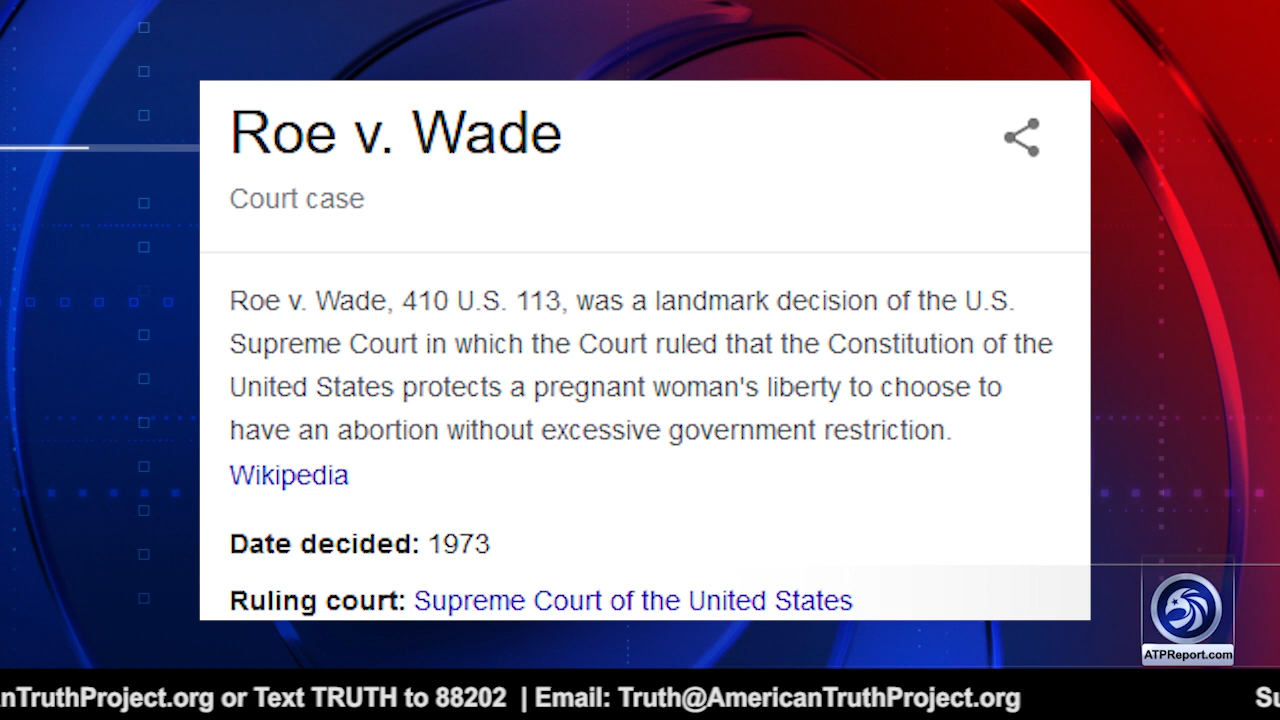 Roe v. Wade
Court case
Roe v. Wade, 410 U.S. 113, was a landmark decision of the U.S.
Supreme Court in which the Court ruled that the Constitution of the
United States protects a pregnant woman's liberty to choose to
have an abortion without excessive government restriction.
Wikipedia
Date decided: 1973
Ruling court: Supreme Court of the United States
ATPReport.com
nTruthProject.org or Text TRUTH to 88202 | Email: Truth@AmericanTruthProject.org